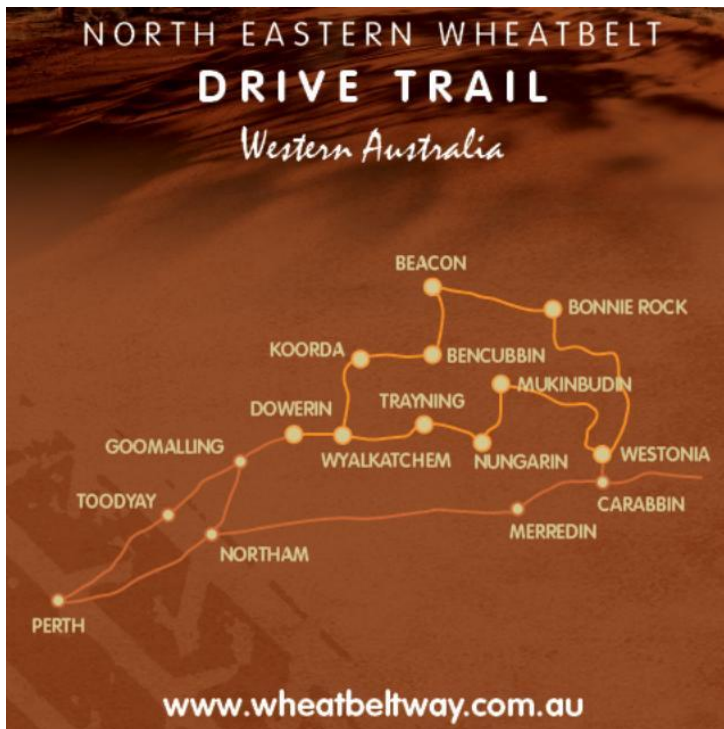 NORTH EASTERN WHEATBELT
DRIVE TRAIL
Western Australia
BEACON
BONNIE ROCK
KOORDA
BENCUBBIN
MUKINBUDIN
TRAYNING
DOWERIN
GOOMALLING
WYALKATCHEM
NUNGARIN
WESTONIA
TOODYAY
CARABBIN
MERREDIN
NORTHAM
PERTH
www.wheatbeltway.com.au